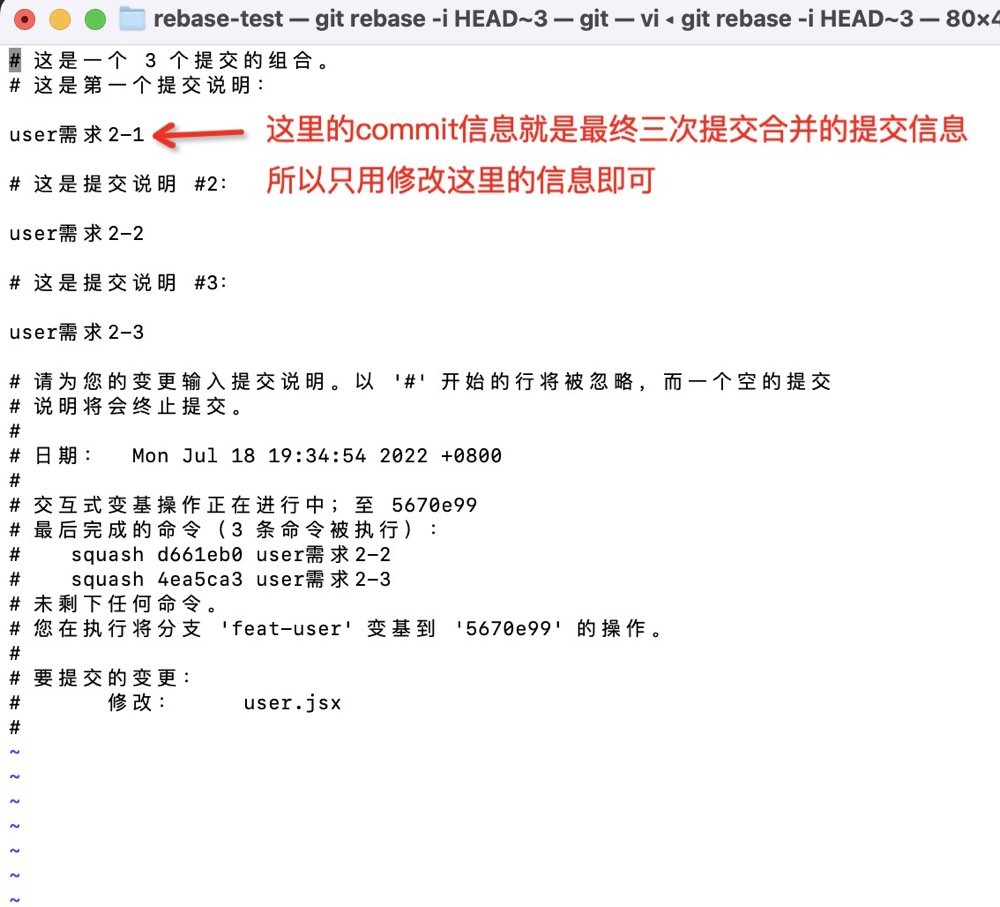 rebase-test — git rebase -i HEAD~3 — git — vi ◂ git rebase -i HEAD~3 — 80×4
# 这是一个 3 个提交的组合。
# 这是第一个提交说明：
user需求2-1
这里的commit信息就是最终三次提交合并的提交信息
# 这是提交说明 #2：
所以只用修改这里的信息即可
user需求2-2
# 这是提交说明 #3：
user需求2-3
# 请为您的变更输入提交说明。以 '#' 开始的行将被忽略，而一个空的提交
# 说明将会终止提交。
#
# 日期：  Mon Jul 18 19:34:54 2022 +0800
#
# 交互式变基操作正在进行中；至 5670e99
# 最后完成的命令（3 条命令被执行）：
#    squash d661eb0 user需求2-2
#    squash 4ea5ca3 user需求2-3
# 未剩下任何命令。
# 您在执行将分支 'feat-user' 变基到 '5670e99' 的操作。
#
# 要提交的变更：
#       修改：     user.jsx
#
~
~
~
~
~
~
~